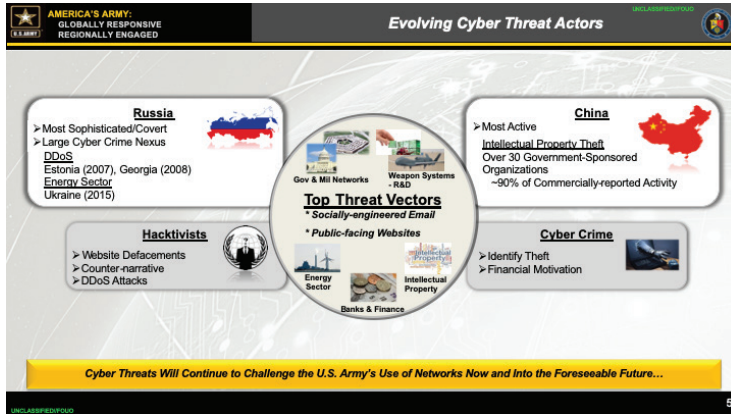 UNCLASSIFIED//FOUO
AMERICA'S ARMY:
GLOBALLY RESPONSIVE
REGIONALLY ENGAGED
U.S.ARMY
Evolving Cyber Threat Actors
Russia
➢Most Sophisticated/Covert
➢Large Cyber Crime Nexus
DDoS
Estonia (2007), Georgia (2008)
Energy Sector
Ukraine (2015)
China
➢Most Active
Intellectual Property Theft
Over 30 Government-Sponsored
Organizations
~90% of Commercially-reported Activity
Gov & Mil Networks
Weapon Systems
- R&D
Top Threat Vectors
* Socially-engineered Email
* Public-facing Websites
Energy
Sector
Intellectual
Property
Intellectual
Property
Banks & Finance
Hacktivists
➢Website Defacements
➢Counter-narrative
➢DDoS Attacks
Cyber Crime
➢Identify Theft
➢Financial Motivation
Cyber Threats Will Continue to Challenge the U.S. Army's Use of Networks Now and Into the Foreseeable Future…
5
UNCLASSIFIED//FOUO